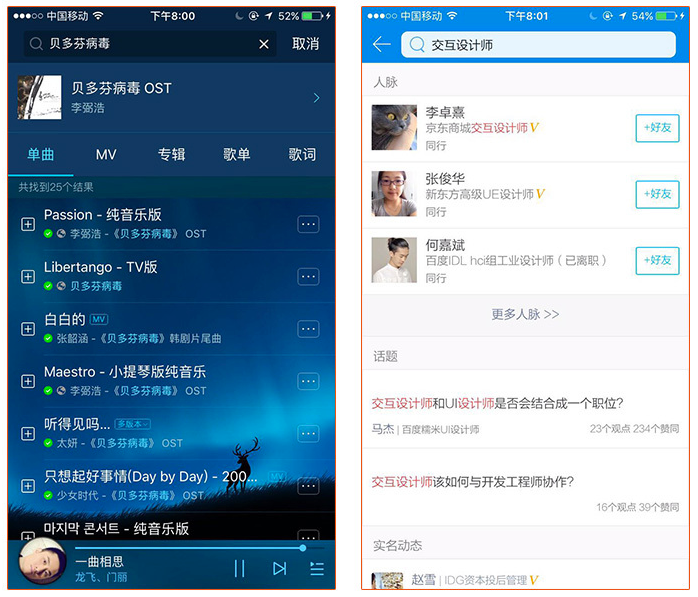 中国移动 下午8:00 52%
贝多芬病毒 取消
贝多芬病毒 OST
李弼浩
单曲 MV 专辑 歌单 歌词
共找到25个结果
Passion - 纯音乐版
李弼浩 -《贝多芬病毒》 OST
Libertango - TV版
贝多芬病毒
白白的 MV
张韶涵 -《贝多芬病毒》韩剧片尾曲
Maestro - 小提琴版纯音乐
李弼浩 -《贝多芬病毒》 OST
听得见吗... 多版本
太妍 -《贝多芬病毒》 OST
只想起好事情(Day by Day) - 200... MV
少女时代 -《贝多芬病毒》 OST
마지막 콘서트 - 纯音乐版
一曲相思
龙飞、门丽
中国移动 下午8:01 54%
交互设计师
人脉
李卓熹
京东商城交互设计师 V
同行
+好友
张俊华
新东方高级UE设计师 V
同行
+好友
何嘉斌
百度IDL hci组工业设计师（已离职）
同行
+好友
更多人脉 >>
话题
交互设计师和UI设计师是否会结合成一个职位?
马杰 | 百度糯米UI设计师 23个观点 234个赞同
交互设计师该如何与开发工程师协作?
16个观点 39个赞同
实名动态
赵雪 | IDG资本投后管理 V